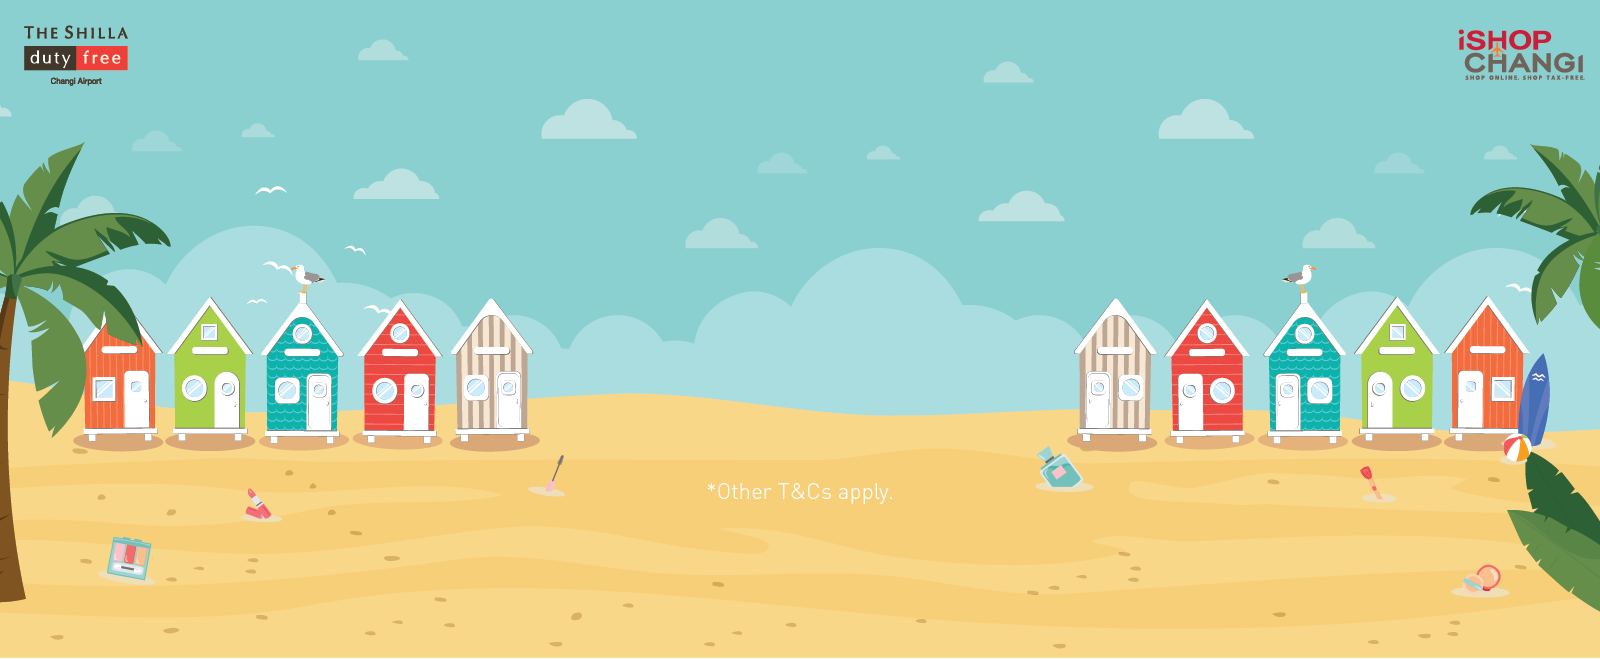 THE SHILLA
duty free
Changi Airport
iSHOP
CHANGI
SHOP ONLINE. SHOP TAX-FREE.
*Other T&Cs apply.